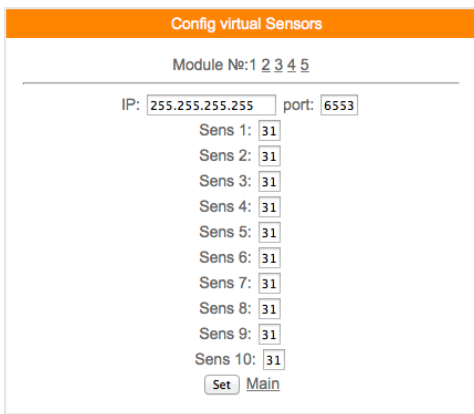 Config virtual Sensors
Module №:1 2 3 4 5
IP: 255.255.255.255 port: 6553
Sens 1: 31
Sens 2: 31
Sens 3: 31
Sens 4: 31
Sens 5: 31
Sens 6: 31
Sens 7: 31
Sens 8: 31
Sens 9: 31
Sens 10: 31
Set Main